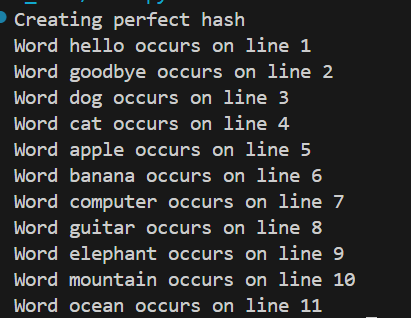 Creating perfect hash
Word hello occurs on line 1
Word goodbye occurs on line 2
Word dog occurs on line 3
Word cat occurs on line 4
Word apple occurs on line 5
Word banana occurs on line 6
Word computer occurs on line 7
Word guitar occurs on line 8
Word elephant occurs on line 9
Word mountain occurs on line 10
Word ocean occurs on line 11